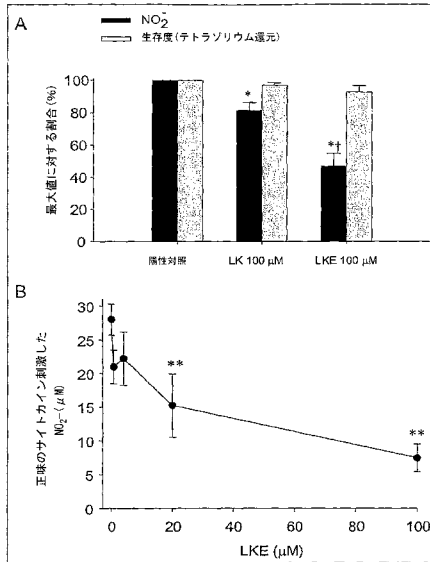 A
NO₂⁻
生存度(テトラゾリウム還元)
最大値に対する割合(%)
100
80
60
40
20
0
*
*†
陽性対照
LK 100 μM
LKE 100 μM
B
正味のサイトカイン刺激した
NO₂⁻(μM)
30
25
20
15
10
5
0
**
**
0
20
40
60
80
100
LKE (μM)